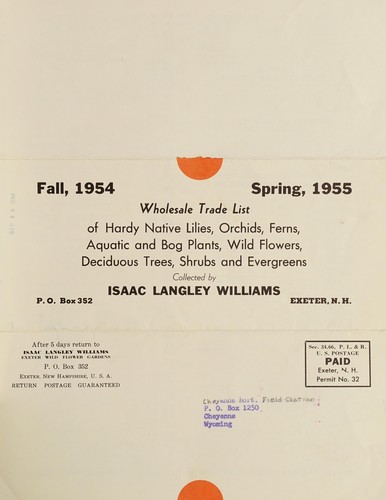 Fall, 1954
Spring, 1955
Wholesale Trade List
of Hardy Native Lilies, Orchids, Ferns,
Aquatic and Bog Plants, Wild Flowers,
Deciduous Trees, Shrubs and Evergreens
Collected by
ISAAC LANGLEY WILLIAMS
P. O. Box 352
EXETER, N. H.
After 5 days return to
ISAAC LANGLEY WILLIAMS
EXETER WILD FLOWER GARDENS
P. O. Box 352
Exeter, New Hampshire, U. S. A.
RETURN POSTAGE GUARANTEED
Sec. 34.66, P. L. & R.
U. S. POSTAGE
PAID
Exeter, N. H.
Permit No. 32
Cheyenne Hort. Field Station
P. O. Box 1250
Cheyenne
Wyoming